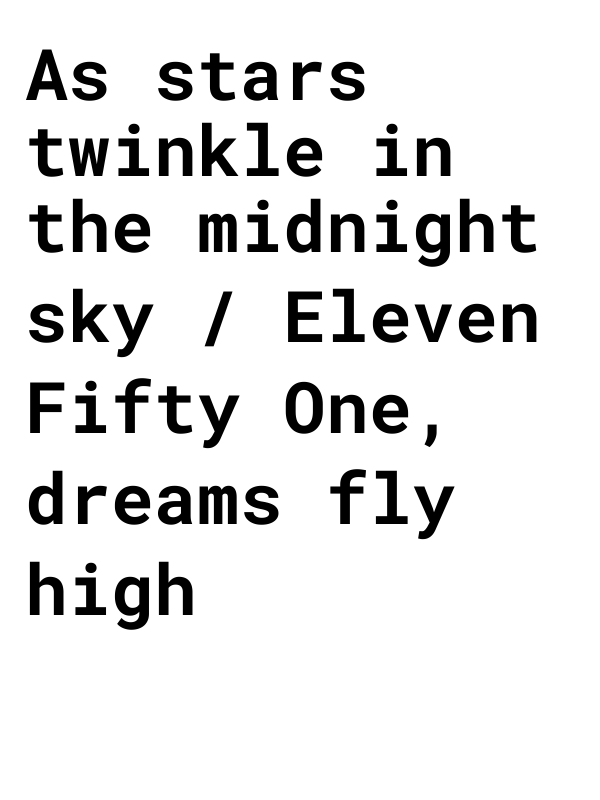 As stars
twinkle in
the midnight
sky / Eleven
Fifty One,
dreams fly
high